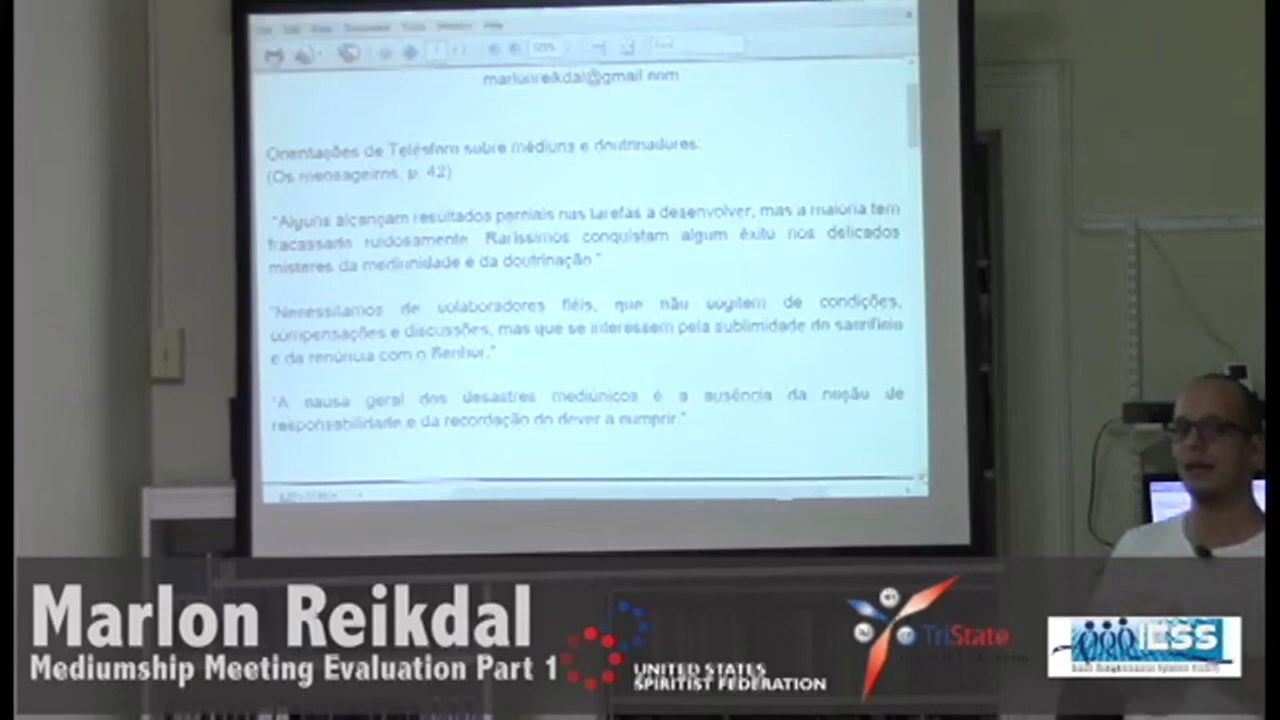 marlonreikdal@gmail.com
Orientações de Telésforo sobre médiuns e doutrinadores:
(Os mensageiros, p. 42)
"Alguns alcançam resultados parciais nas tarefas a desenvolver, mas a maioria tem
fracassado ruidosamente. Raríssimos conquistam algum êxito nos delicados
misteres da mediunidade e da doutrinação."
"Necessitamos de colaboradores fiéis, que não cogitem de condições,
compensações e discussões, mas que se interessem pela sublimidade do sacrifício
e da renúncia com o Senhor."
"A causa geral dos desastres mediúnicos é a ausência da noção de
responsabilidade e da recordação do dever a cumprir."
Marlon Reikdal
Mediumship Meeting Evaluation Part 1
UNITED STATES
SPIRITIST FEDERATION
TriState
ESS